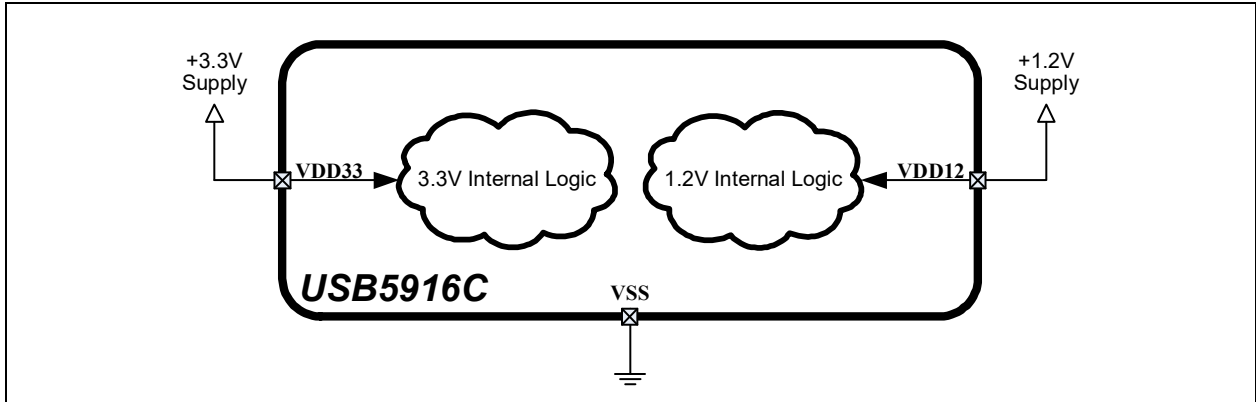 +3.3V
Supply
+1.2V
Supply
VDD33
3.3V Internal Logic
1.2V Internal Logic
VDD12
USB5916C
VSS